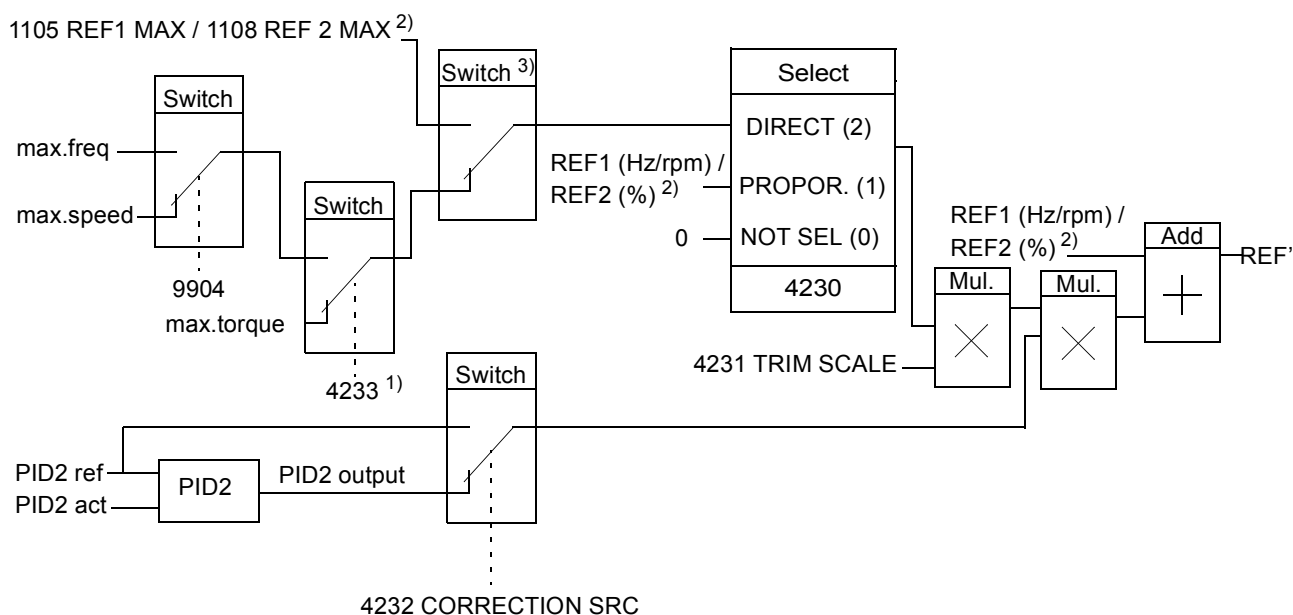 1105 REF1 MAX / 1108 REF 2 MAX 2)
Switch 3)
Select
Switch
DIRECT (2)
max.freq
REF1 (Hz/rpm) /
REF2 (%) 2)
PROPOR. (1)
max.speed
Switch
0
NOT SEL (0)
REF1 (Hz/rpm) /
REF2 (%) 2)
Add
REF'
9904
4230
Mul.
Mul.
max.torque
4231 TRIM SCALE
4233 1)
Switch
PID2 ref
PID2 act
PID2
PID2 output
4232 CORRECTION SRC